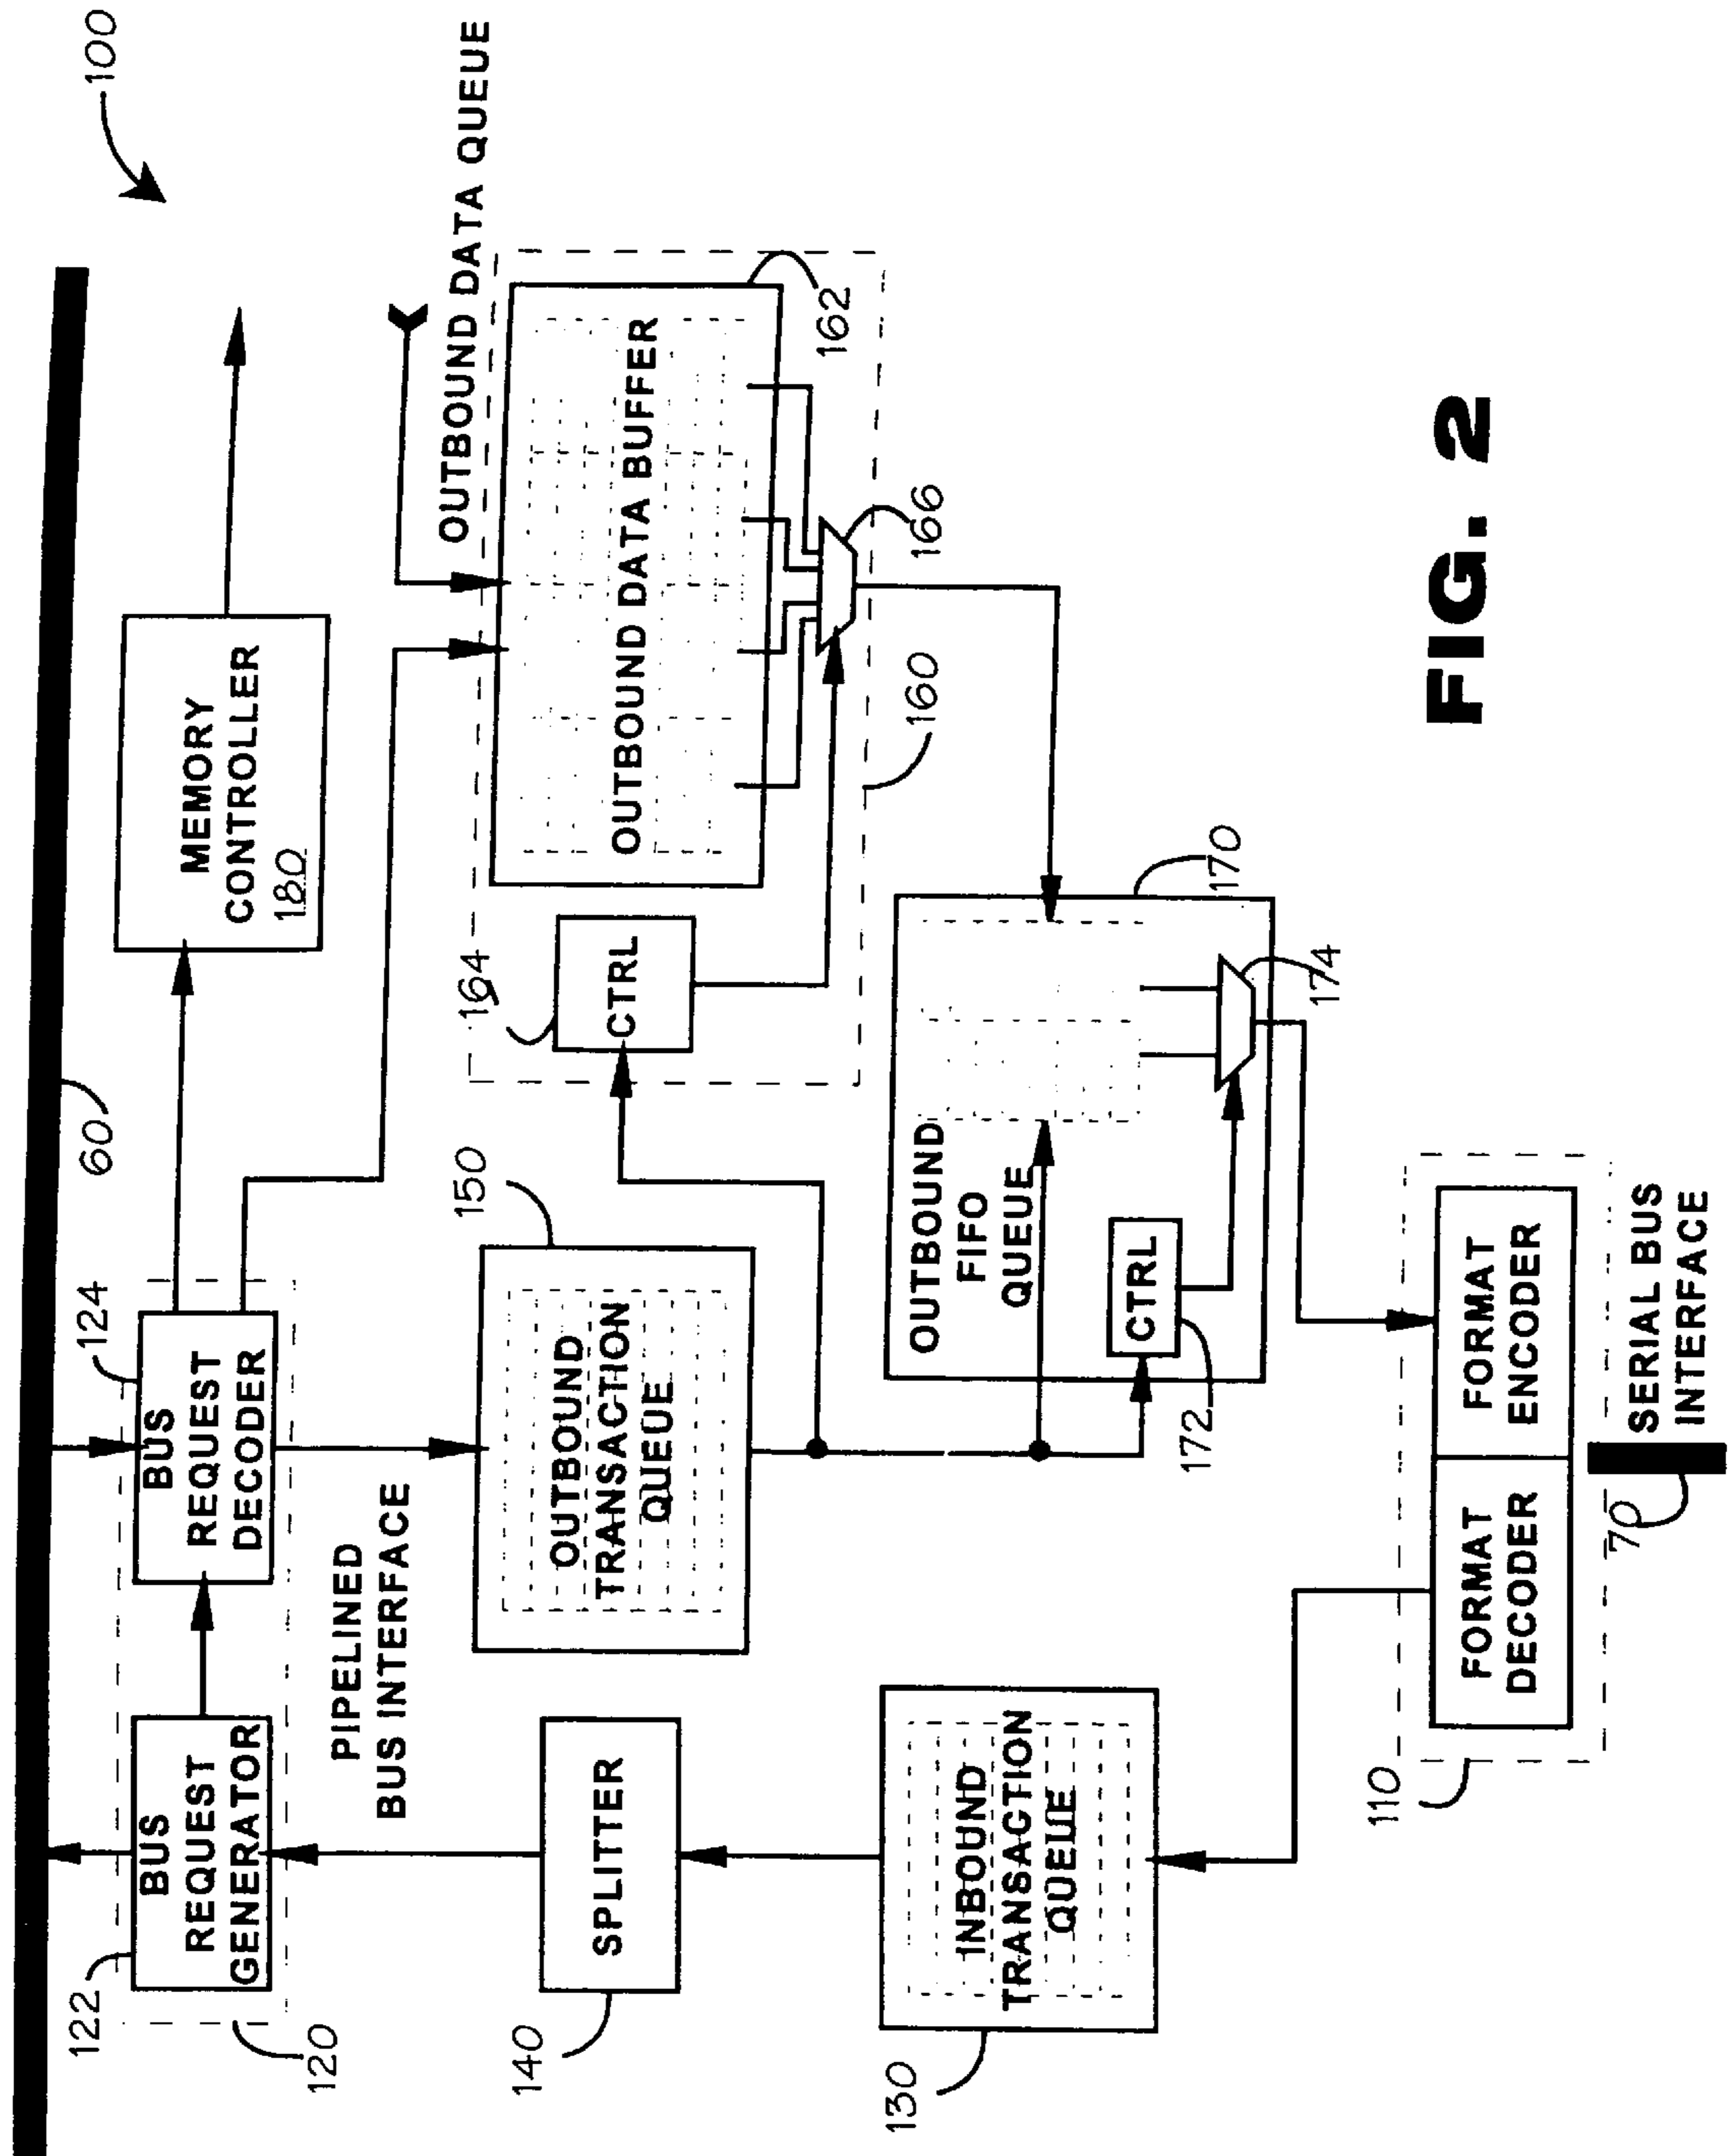 100
60
122
BUS
REQUEST
GENERATOR
120
124
BUS
REQUEST
DECODER
MEMORY
CONTROLLER
180
PIPELINED
BUS INTERFACE
OUTBOUND DATA QUEUE
140
SPLITTER
150
OUTBOUND
TRANSACTION
QUEUE
164
CTRL
OUTBOUND DATA BUFFER
162
166
160
130
INBOUND
TRANSACTION
QUEUE
OUTBOUND
FIFO
QUEUE
CTRL
172
170
174
110
FORMAT
DECODER
FORMAT
ENCODER
70
SERIAL BUS
INTERFACE
FIG. 2